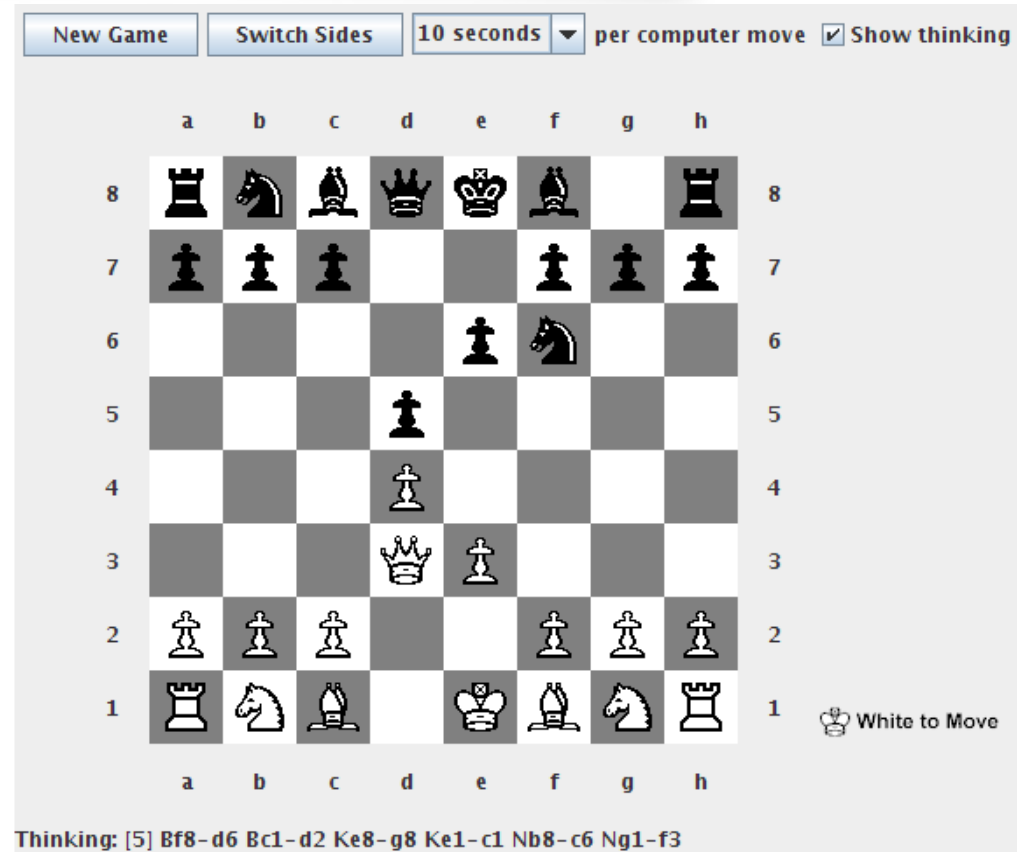 New Game Switch Sides 10 seconds per computer move Show thinking
a b c d e f g h
8 8
7 7
6 6
5 5
4 4
3 3
2 2
1 1 White to Move
a b c d e f g h
Thinking: [5] Bf8-d6 Bc1-d2 Ke8-g8 Ke1-c1 Nb8-c6 Ng1-f3